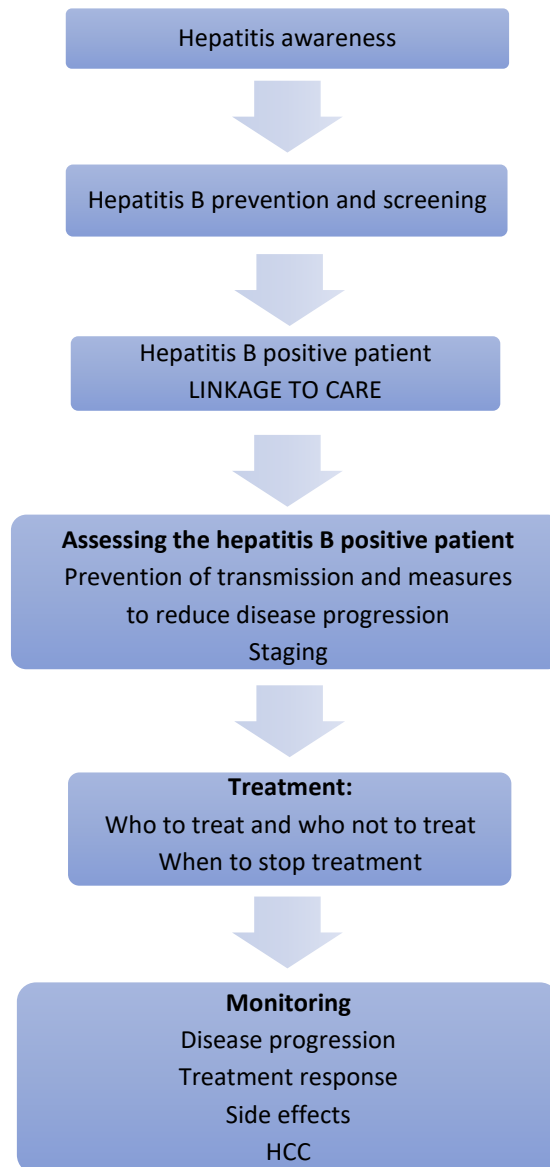 Hepatitis awareness
Hepatitis B prevention and screening
Hepatitis B positive patient
LINKAGE TO CARE
Assessing the hepatitis B positive patient
Prevention of transmission and measures
to reduce disease progression
Staging
Treatment:
Who to treat and who not to treat
When to stop treatment
Monitoring
Disease progression
Treatment response
Side effects
HCC